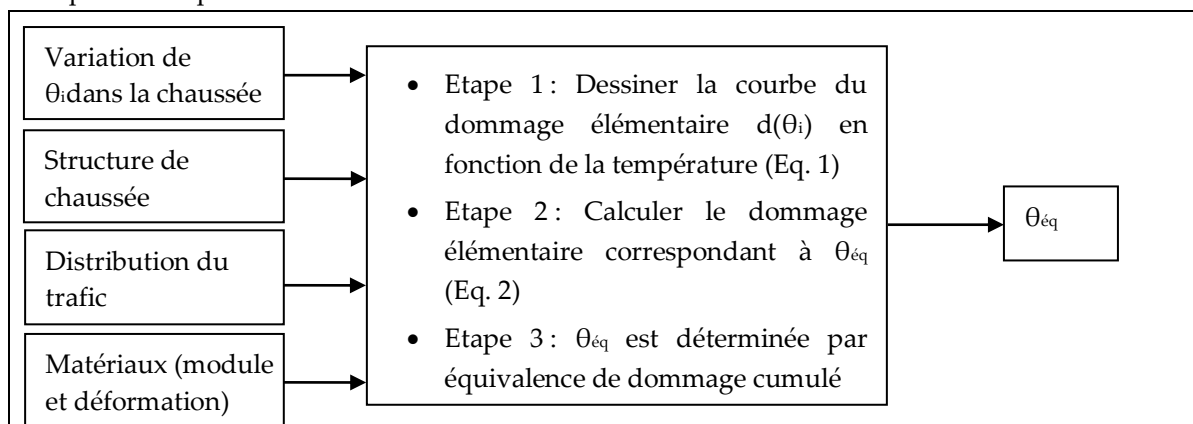 Variation de
θidans la chaussée
Structure de
chaussée
Distribution du
trafic
Matériaux (module
et déformation)
• Etape 1 : Dessiner la courbe du
dommage élémentaire d(θi) en
fonction de la température (Eq. 1)
• Etape 2 : Calculer le dommage
élémentaire correspondant à θéq
(Eq. 2)
• Etape 3 : θéq est déterminée par
équivalence de dommage cumulé
θéq